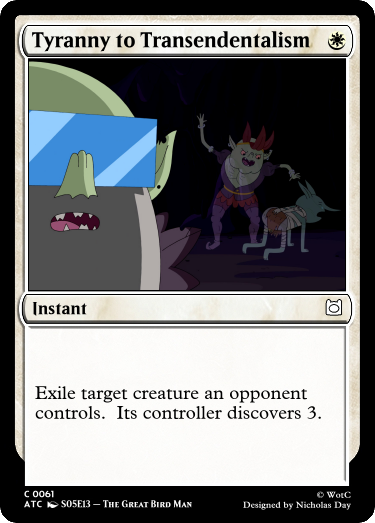 Tyranny to Transendentalism
Instant
Exile target creature an opponent
controls. Its controller discovers 3.
C 0061
© WotC
ATC S05E13 – The Great Bird Man
Designed by Nicholas Day